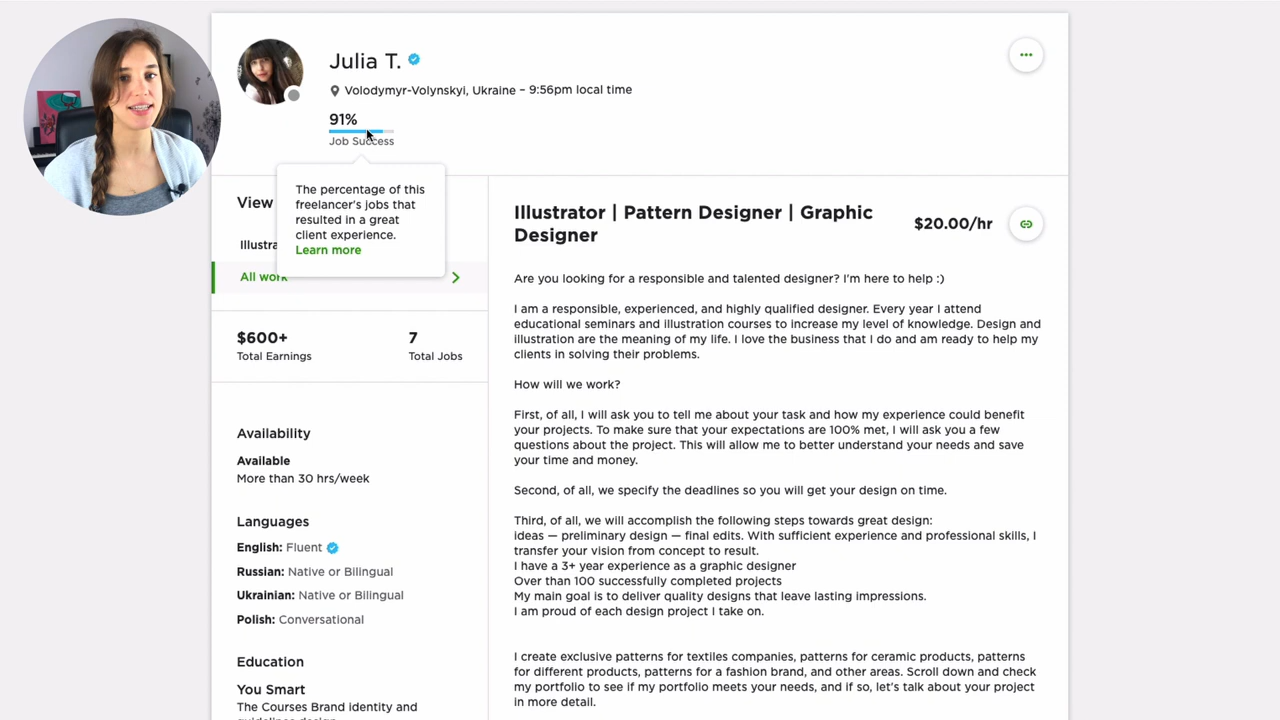 Julia T.
Volodymyr-Volynskyi, Ukraine – 9:56pm local time
91%
Job Success
The percentage of this
freelancer's jobs that
resulted in a great
client experience.
Learn more
View
Illustra
All work
$600+
Total Earnings
7
Total Jobs
Availability
Available
More than 30 hrs/week
Languages
English: Fluent
Russian: Native or Bilingual
Ukrainian: Native or Bilingual
Polish: Conversational
Education
You Smart
The Courses Brand identity and
Illustrator | Pattern Designer | Graphic
Designer
$20.00/hr
Are you looking for a responsible and talented designer? I'm here to help :)
I am a responsible, experienced, and highly qualified designer. Every year I attend
educational seminars and illustration courses to increase my level of knowledge. Design and
illustration are the meaning of my life. I love the business that I do and am ready to help my
clients in solving their problems.
How will we work?
First, of all, I will ask you to tell me about your task and how my experience could benefit
your projects. To make sure that your expectations are 100% met, I will ask you a few
questions about the project. This will allow me to better understand your needs and save
your time and money.
Second, of all, we specify the deadlines so you will get your design on time.
Third, of all, we will accomplish the following steps towards great design:
ideas — preliminary design — final edits. With sufficient experience and professional skills, I
transfer your vision from concept to result.
I have a 3+ year experience as a graphic designer
Over than 100 successfully completed projects
My main goal is to deliver quality designs that leave lasting impressions.
I am proud of each design project I take on.
I create exclusive patterns for textiles companies, patterns for ceramic products, patterns
for different products, patterns for a fashion brand, and other areas. Scroll down and check
my portfolio to see if my portfolio meets your needs, and if so, let's talk about your project
in more detail.